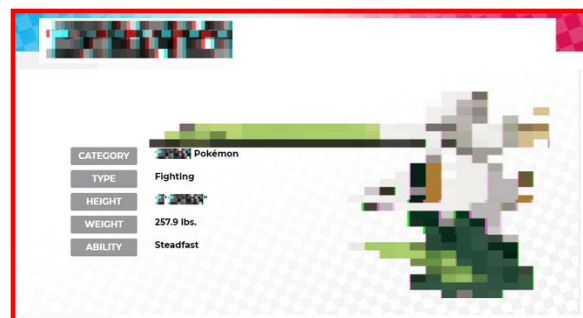 CATEGORY Pokémon
TYPE Fighting
HEIGHT
WEIGHT 257.9 lbs.
ABILITY Steadfast